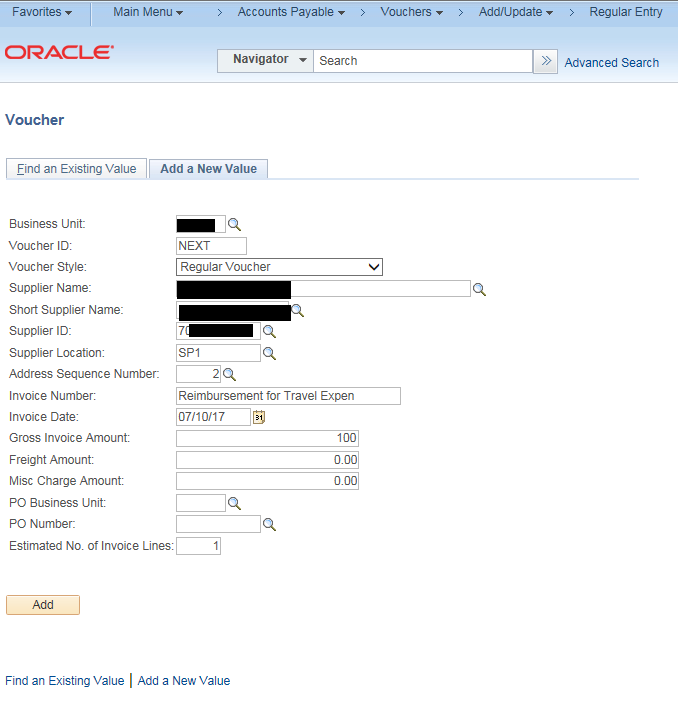 Favorites Main Menu > Accounts Payable > Vouchers > Add/Update > Regular Entry
ORACLE
Navigator Search Advanced Search
Voucher
Find an Existing Value Add a New Value
Business Unit:
Voucher ID: NEXT
Voucher Style: Regular Voucher
Supplier Name:
Short Supplier Name:
Supplier ID: 70
Supplier Location: SP1
Address Sequence Number: 2
Invoice Number: Reimbursement for Travel Expen
Invoice Date: 07/10/17
Gross Invoice Amount: 100
Freight Amount: 0.00
Misc Charge Amount: 0.00
PO Business Unit:
PO Number:
Estimated No. of Invoice Lines: 1
Add
Find an Existing Value | Add a New Value